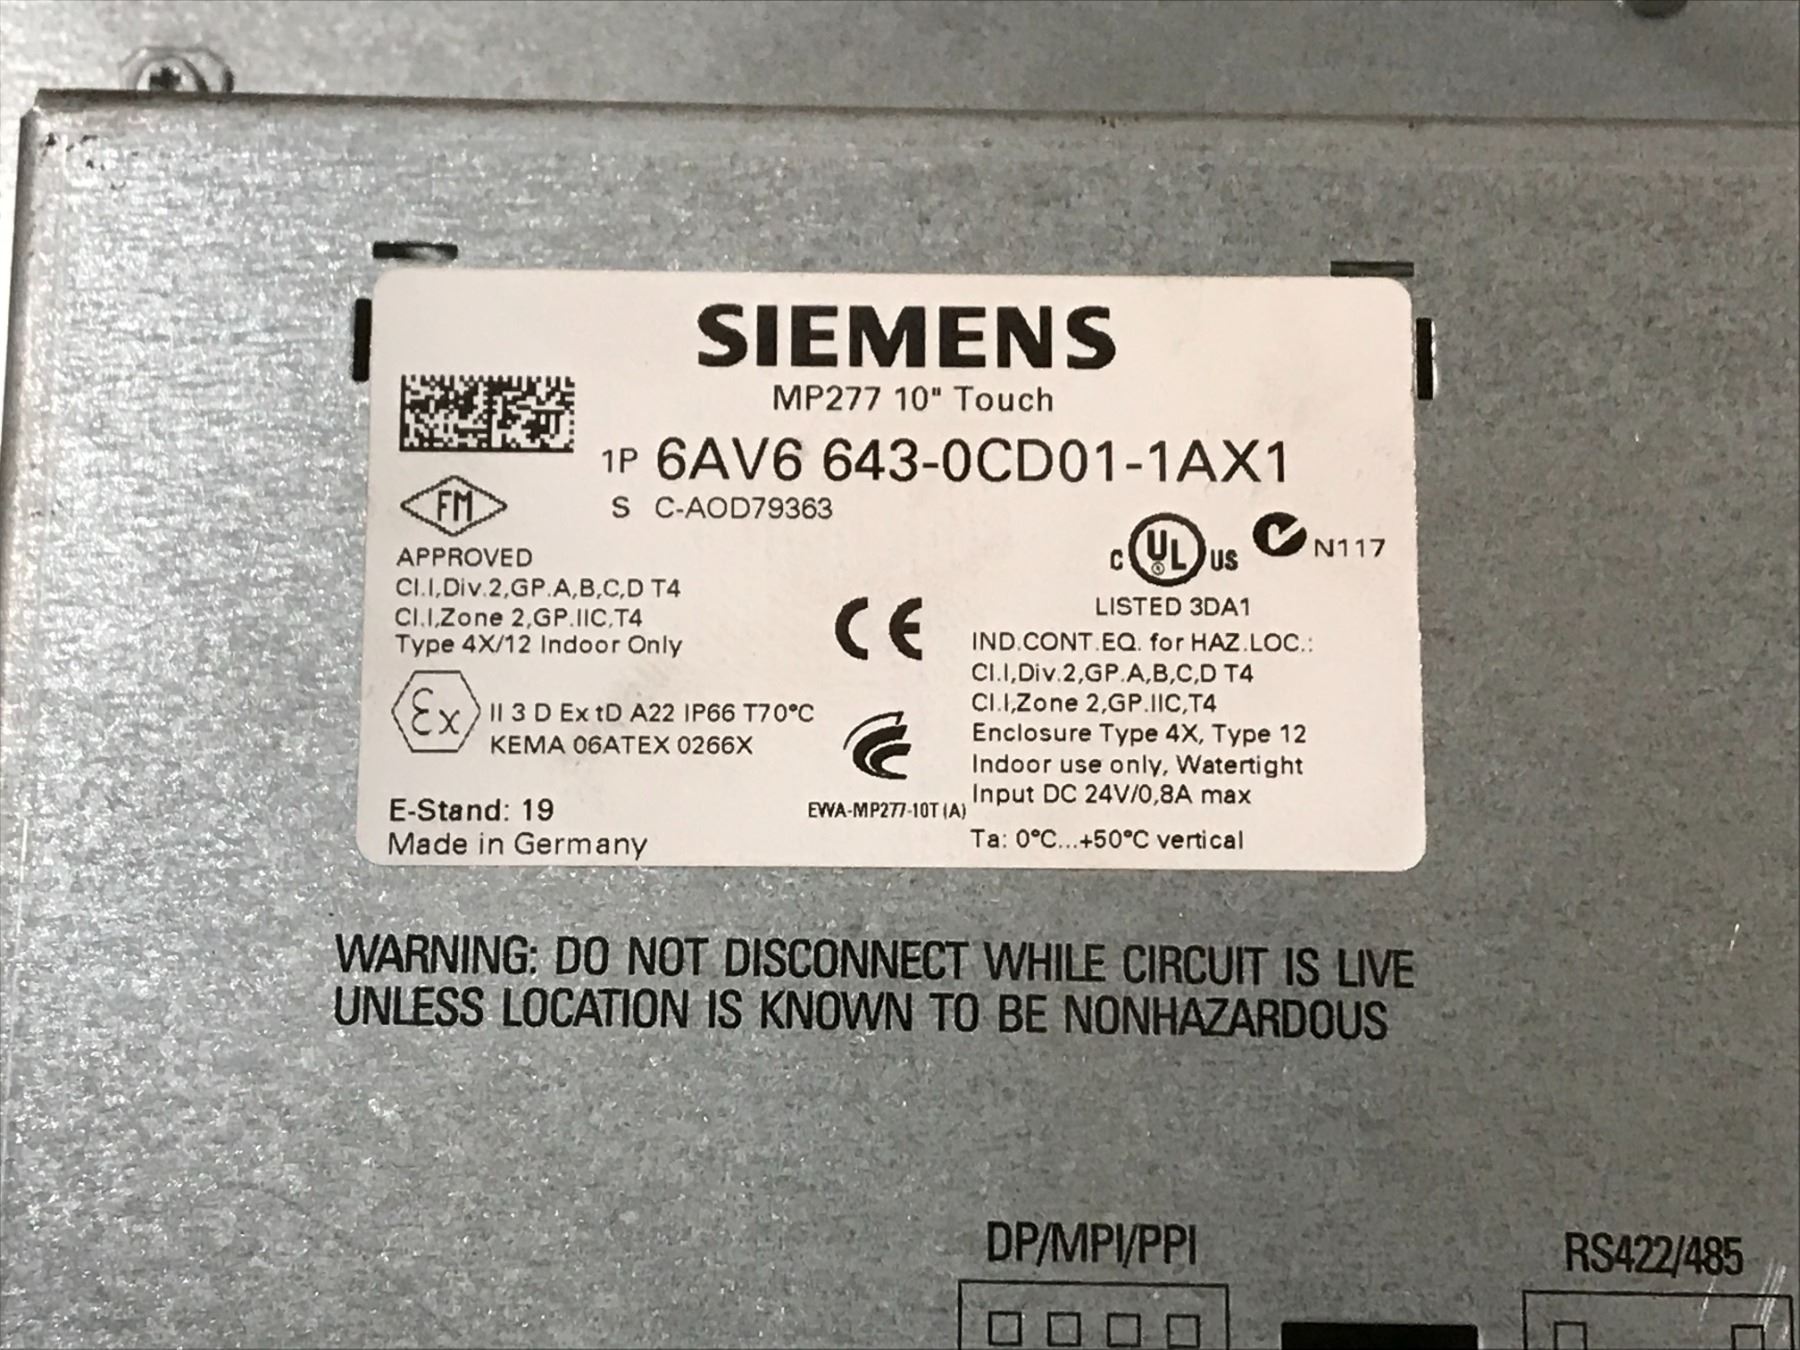 SIEMENS
MP277 10" Touch
1P 6AV6 643-0CD01-1AX1
S C-AOD79363
FM
APPROVED
Cl.I,Div.2,GP.A,B,C,D T4
Cl.I,Zone 2,GP.IIC,T4
Type 4X/12 Indoor Only
Ex II 3 D Ex tD A22 IP66 T70°C
KEMA 06ATEX 0266X
E-Stand: 19
Made in Germany
CE
EWA-MP277-10T (A)
C UL US N117
LISTED 3DA1
IND.CONT.EQ. for HAZ.LOC.:
Cl.I,Div.2,GP.A,B,C,D T4
Cl.I,Zone 2,GP.IIC,T4
Enclosure Type 4X, Type 12
Indoor use only, Watertight
Input DC 24V/0,8A max
Ta: 0°C...+50°C vertical
WARNING: DO NOT DISCONNECT WHILE CIRCUIT IS LIVE
UNLESS LOCATION IS KNOWN TO BE NONHAZARDOUS
DP/MPI/PPI
RS422/485